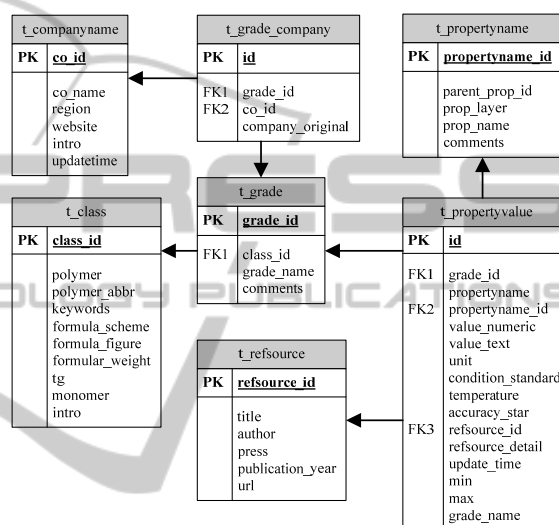 t_companyname
PK co_id
co_name
region
website
intro
updatetime
t_grade_company
PK id
FK1 grade_id
FK2 co_id
company_original
t_propertyname
PK propertyname_id
parent_prop_id
prop_layer
prop_name
comments
t_class
PK class_id
polymer
polymer_abbr
keywords
formula_scheme
formula_figure
formular_weight
tg
monomer
intro
t_grade
PK grade_id
FK1 class_id
grade_name
comments
t_refsource
PK refsource_id
title
author
press
publication_year
url
t_propertyvalue
PK id
FK1 grade_id
propertyname
FK2 propertyname_id
value_numeric
value_text
unit
condition_standard
temperature
accuracy_star
FK3 refsource_id
refsource_detail
update_time
min
max
grade_name
PRESS
OLOGY PUBLICATIONS